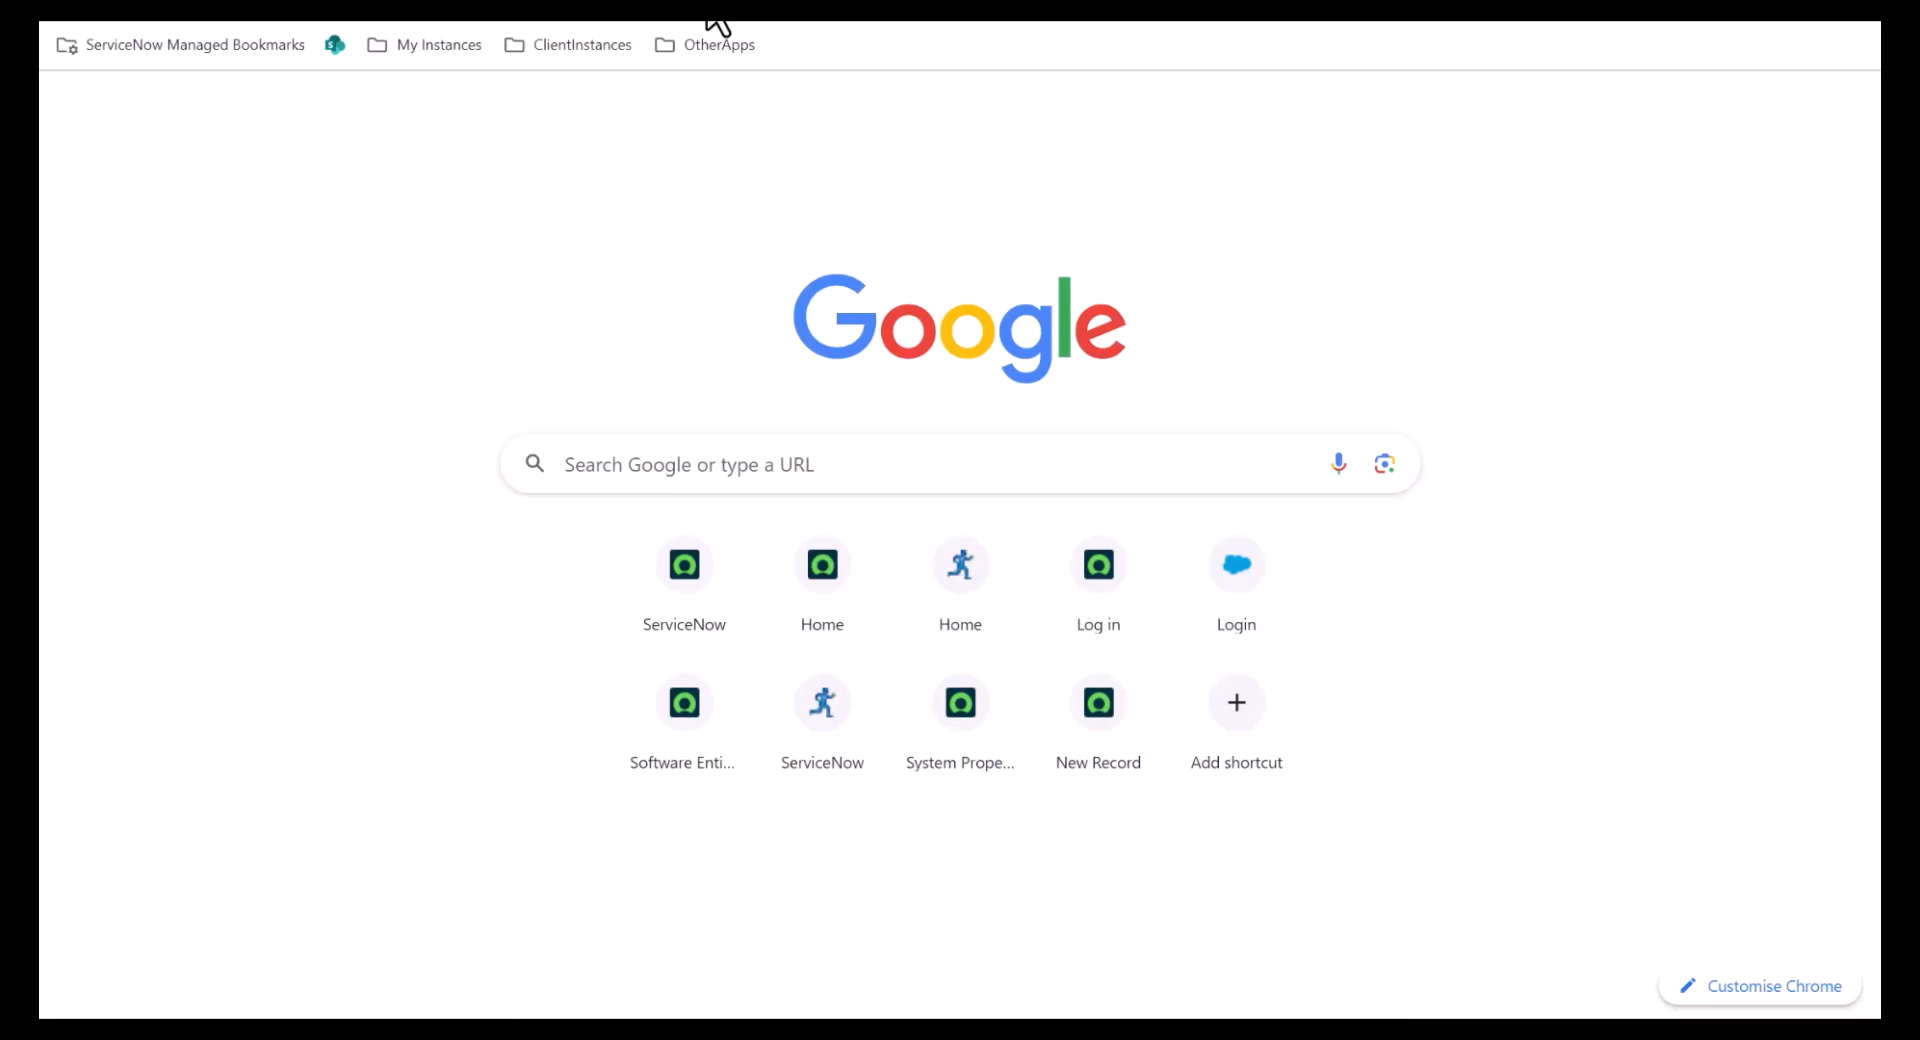 ServiceNow Managed Bookmarks My Instances ClientInstances OtherApps
Google
Search Google or type a URL
ServiceNow Home Home Log in Login
Software Enti... ServiceNow System Prope... New Record Add shortcut
Customise Chrome